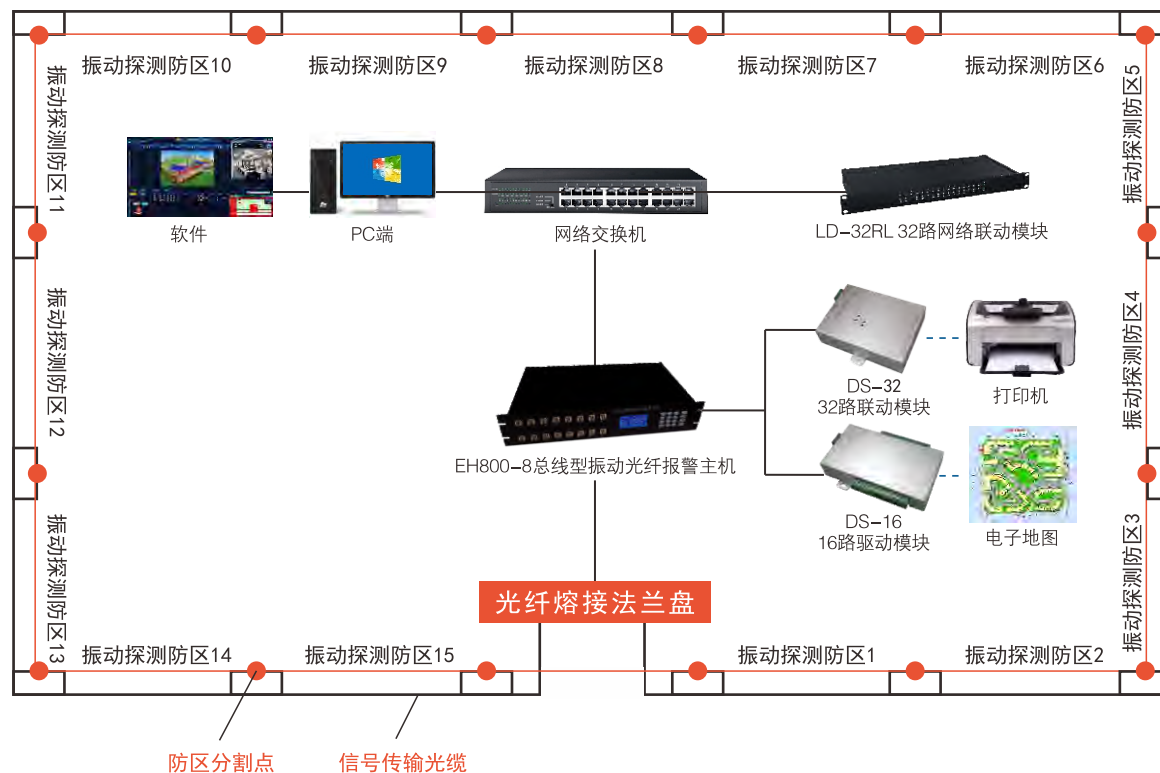 振动探测防区10
振动探测防区9
振动探测防区8
振动探测防区7
振动探测防区6
振动探测防区11
振动探测防区5
软件
PC端
网络交换机
LD-32RL 32路网络联动模块
振动探测防区12
振动探测防区4
DS-32
32路联动模块
打印机
EH800-8总线型振动光纤报警主机
DS-16
16路驱动模块
电子地图
振动探测防区13
振动探测防区3
光纤熔接法兰盘
振动探测防区14
振动探测防区15
振动探测防区1
振动探测防区2
防区分割点
信号传输光缆